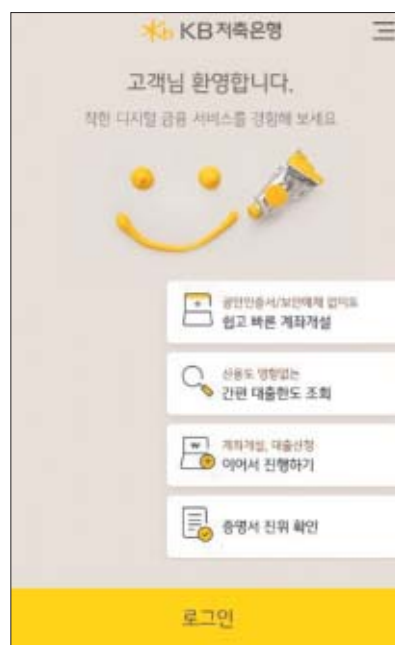 KB저축은행
고객님 환영합니다.
착한 디지털 금융 서비스를 경험해 보세요.
공인인증서/보안매체 없이도
쉽고 빠른 계좌개설
신용도 영향없는
간편 대출한도 조회
계좌개설, 대출신청
이어서 진행하기
증명서 진위 확인
로그인